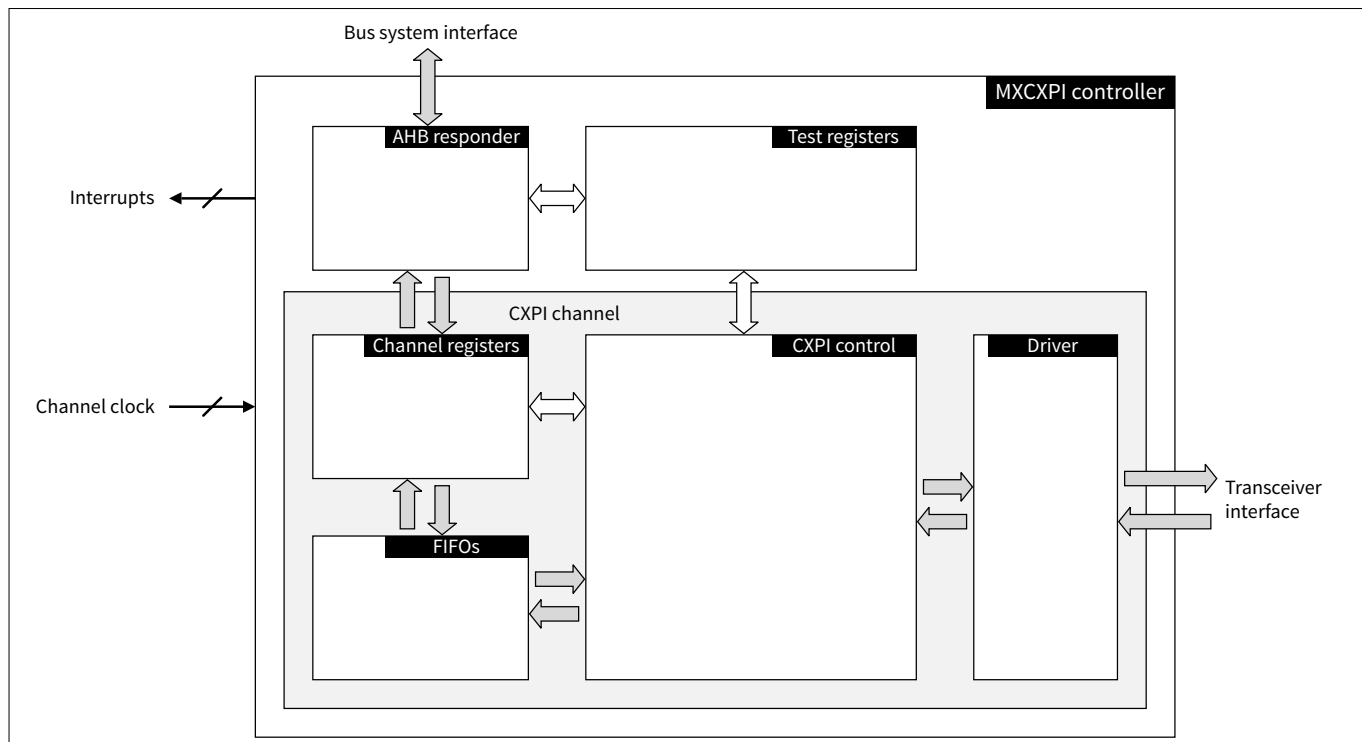 Bus system interface
MXCXPI controller
AHB responder
Test registers
Interrupts
CXPI channel
Channel registers
CXPI control
Driver
Channel clock
Transceiver
interface
FIFOs